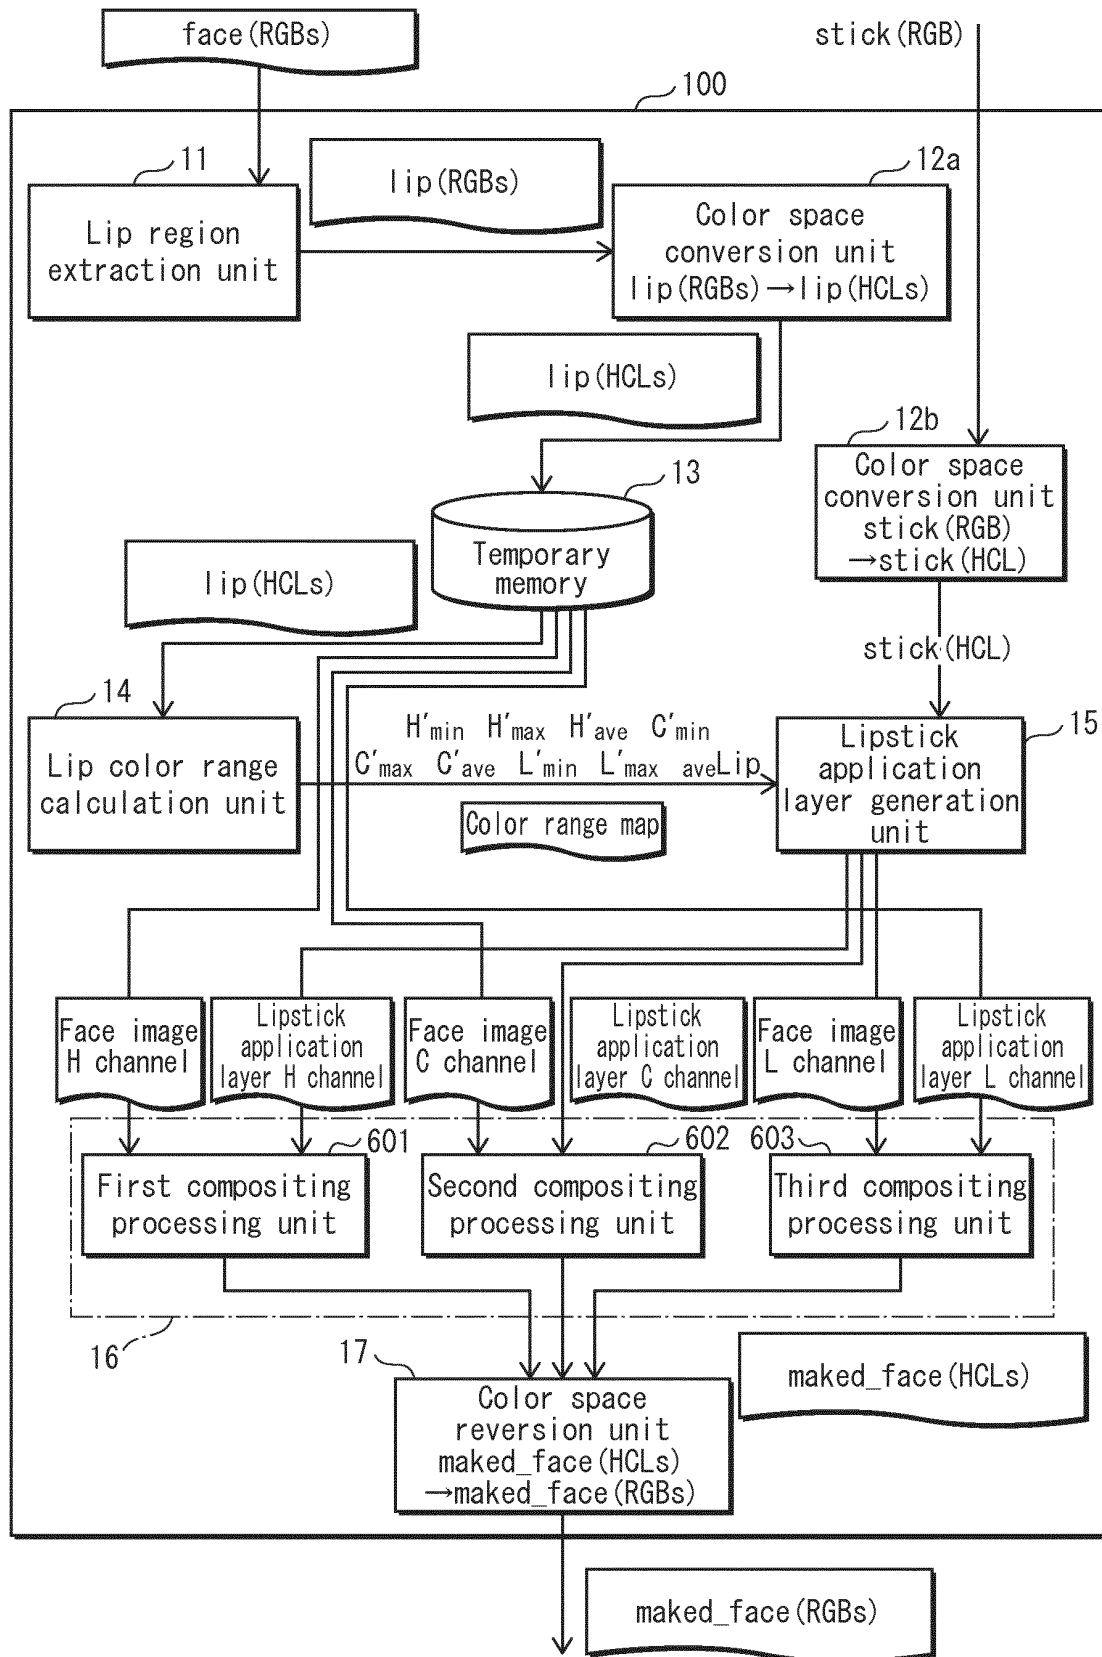 face(RGBs)
stick(RGB)
100
11
lip(RGBs)
12a
Lip region
extraction unit
Color space
conversion unit
lip(RGBs)→lip(HCLs)
lip(HCLs)
12b
Color space
conversion unit
stick(RGB)
→stick(HCL)
13
Temporary
memory
lip(HCLs)
stick(HCL)
14
Lip color range
calculation unit
H′min H′max H′ave C′min
C′max C′ave L′min L′max aveLip
Color range map
15
Lipstick
application
layer generation
unit
Face image
H channel
Lipstick
application
layer H channel
Face image
C channel
Lipstick
application
layer C channel
Face image
L channel
Lipstick
application
layer L channel
601
602
603
First compositing
processing unit
Second compositing
processing unit
Third compositing
processing unit
16
17
Color space
reversion unit
maked_face(HCLs)
→maked_face(RGBs)
maked_face(HCLs)
maked_face(RGBs)